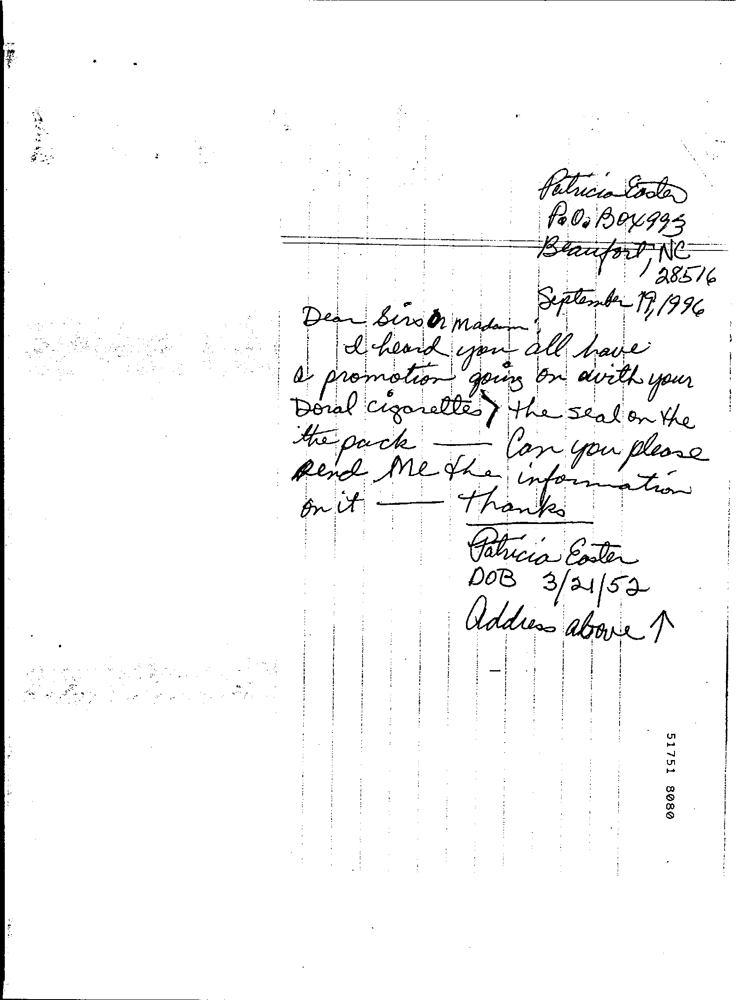 Patricia Easter
P.O. Box 993
Beaufort, NC
28516
September 19, 1996
Dear Sirs or Madam:
I heard you all have
a promotion going on with your
Doral cigarettes, the seal on the
the pack — Can you please
send Me the information
on it — Thanks
Patricia Easter
DOB 3/21/52
Address above ↑
51751 8080